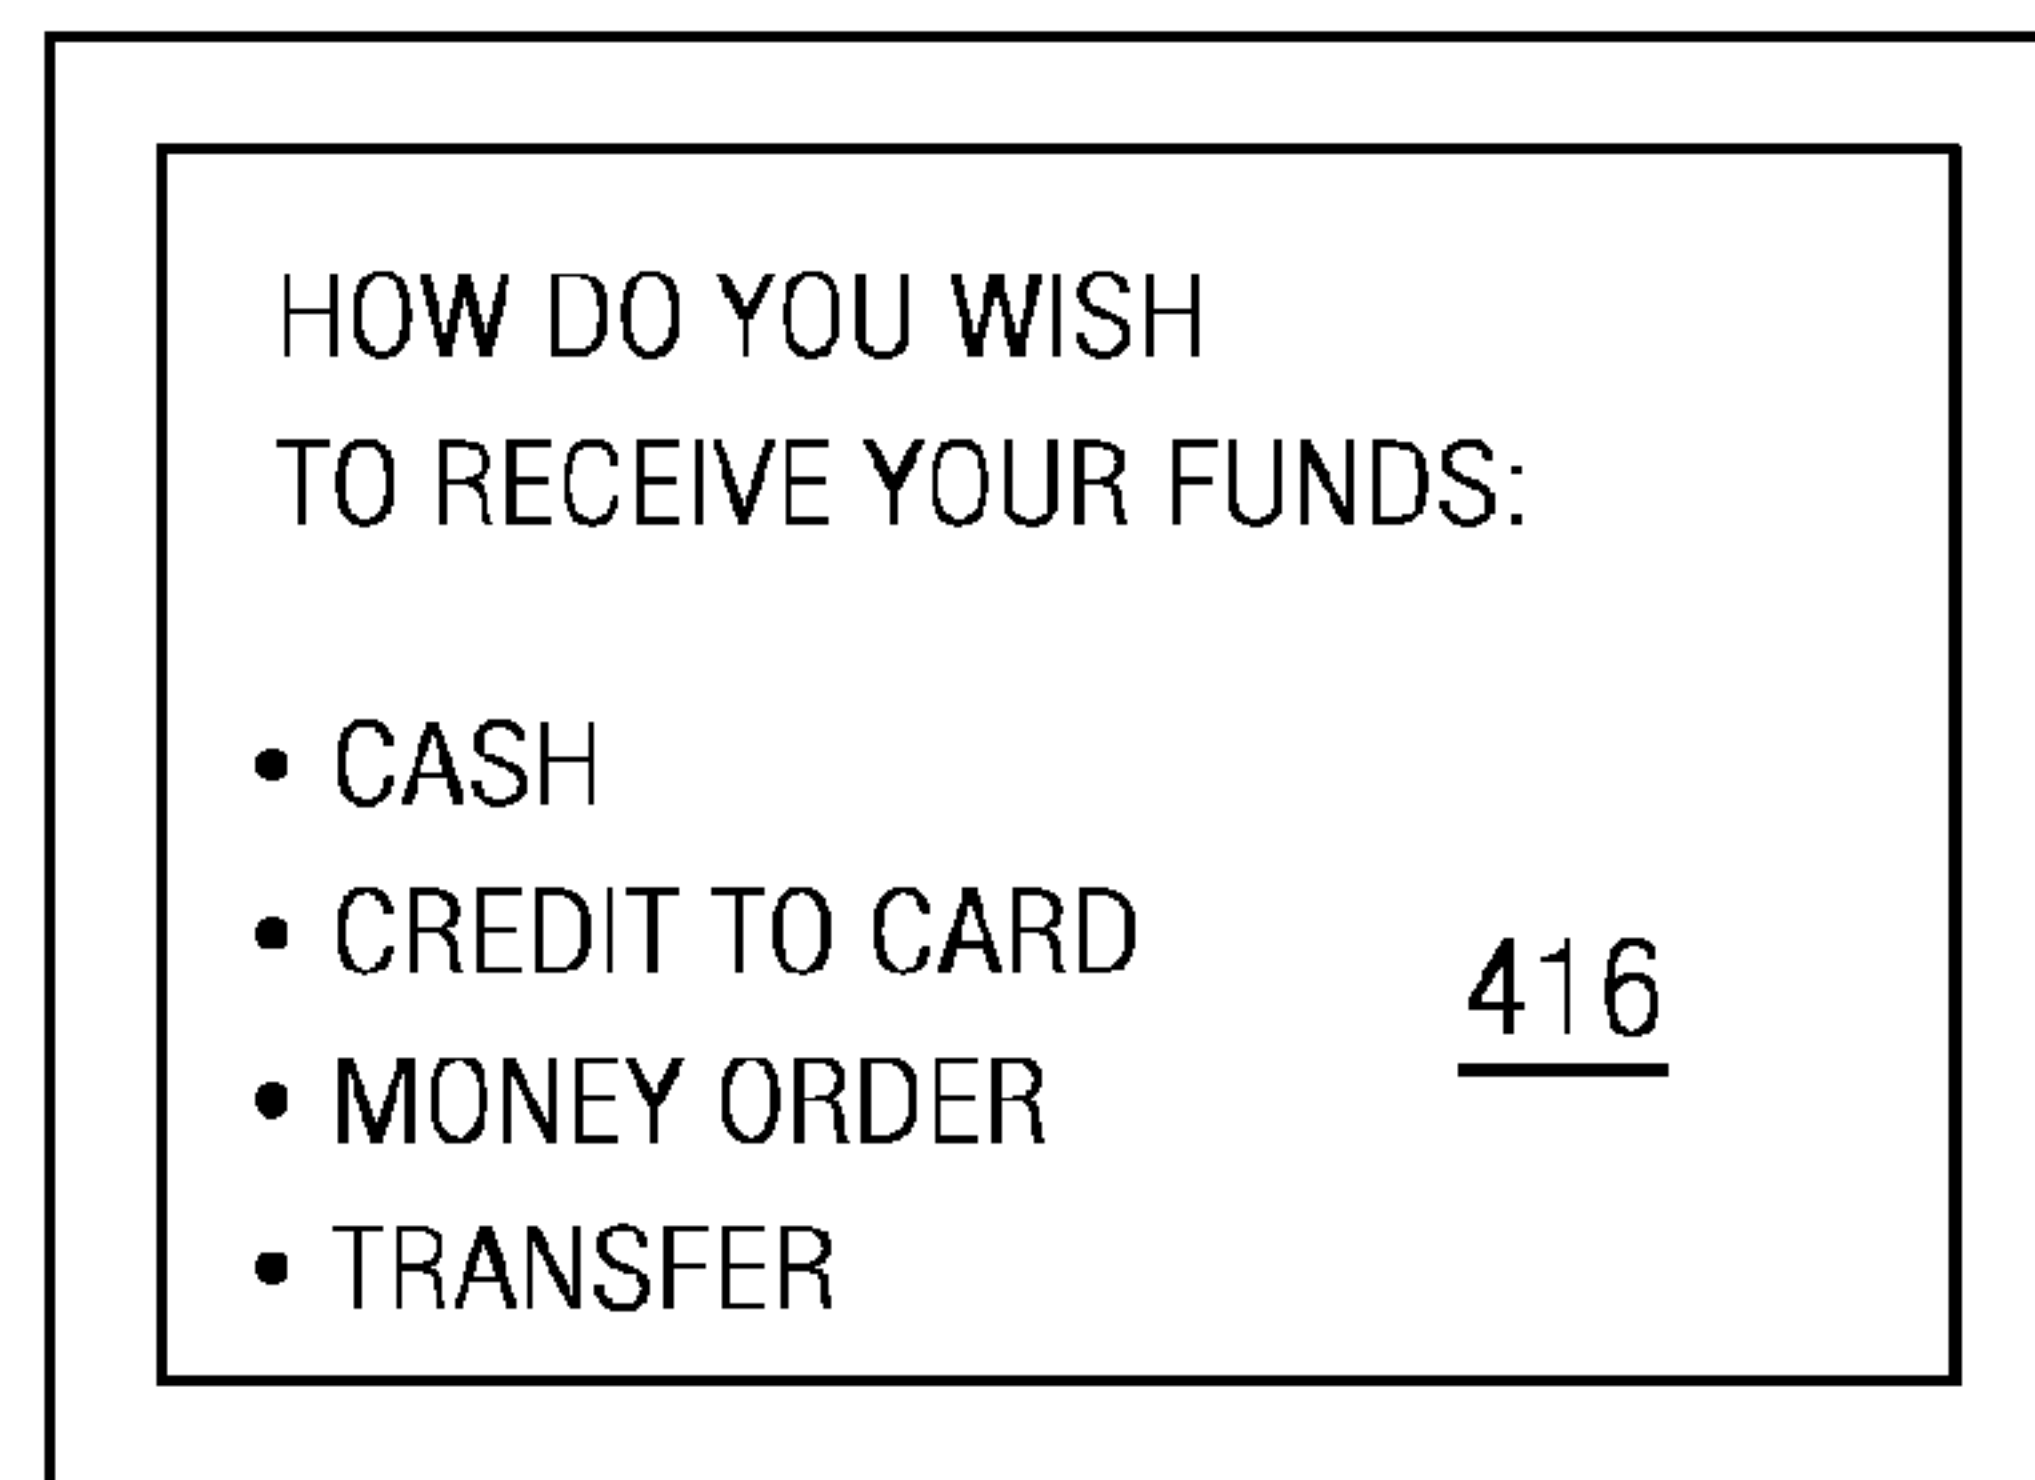 HOW DO YOU WISH
TO RECEIVE YOUR FUNDS:
• CASH
• CREDIT TO CARD
416
• MONEY ORDER
• TRANSFER